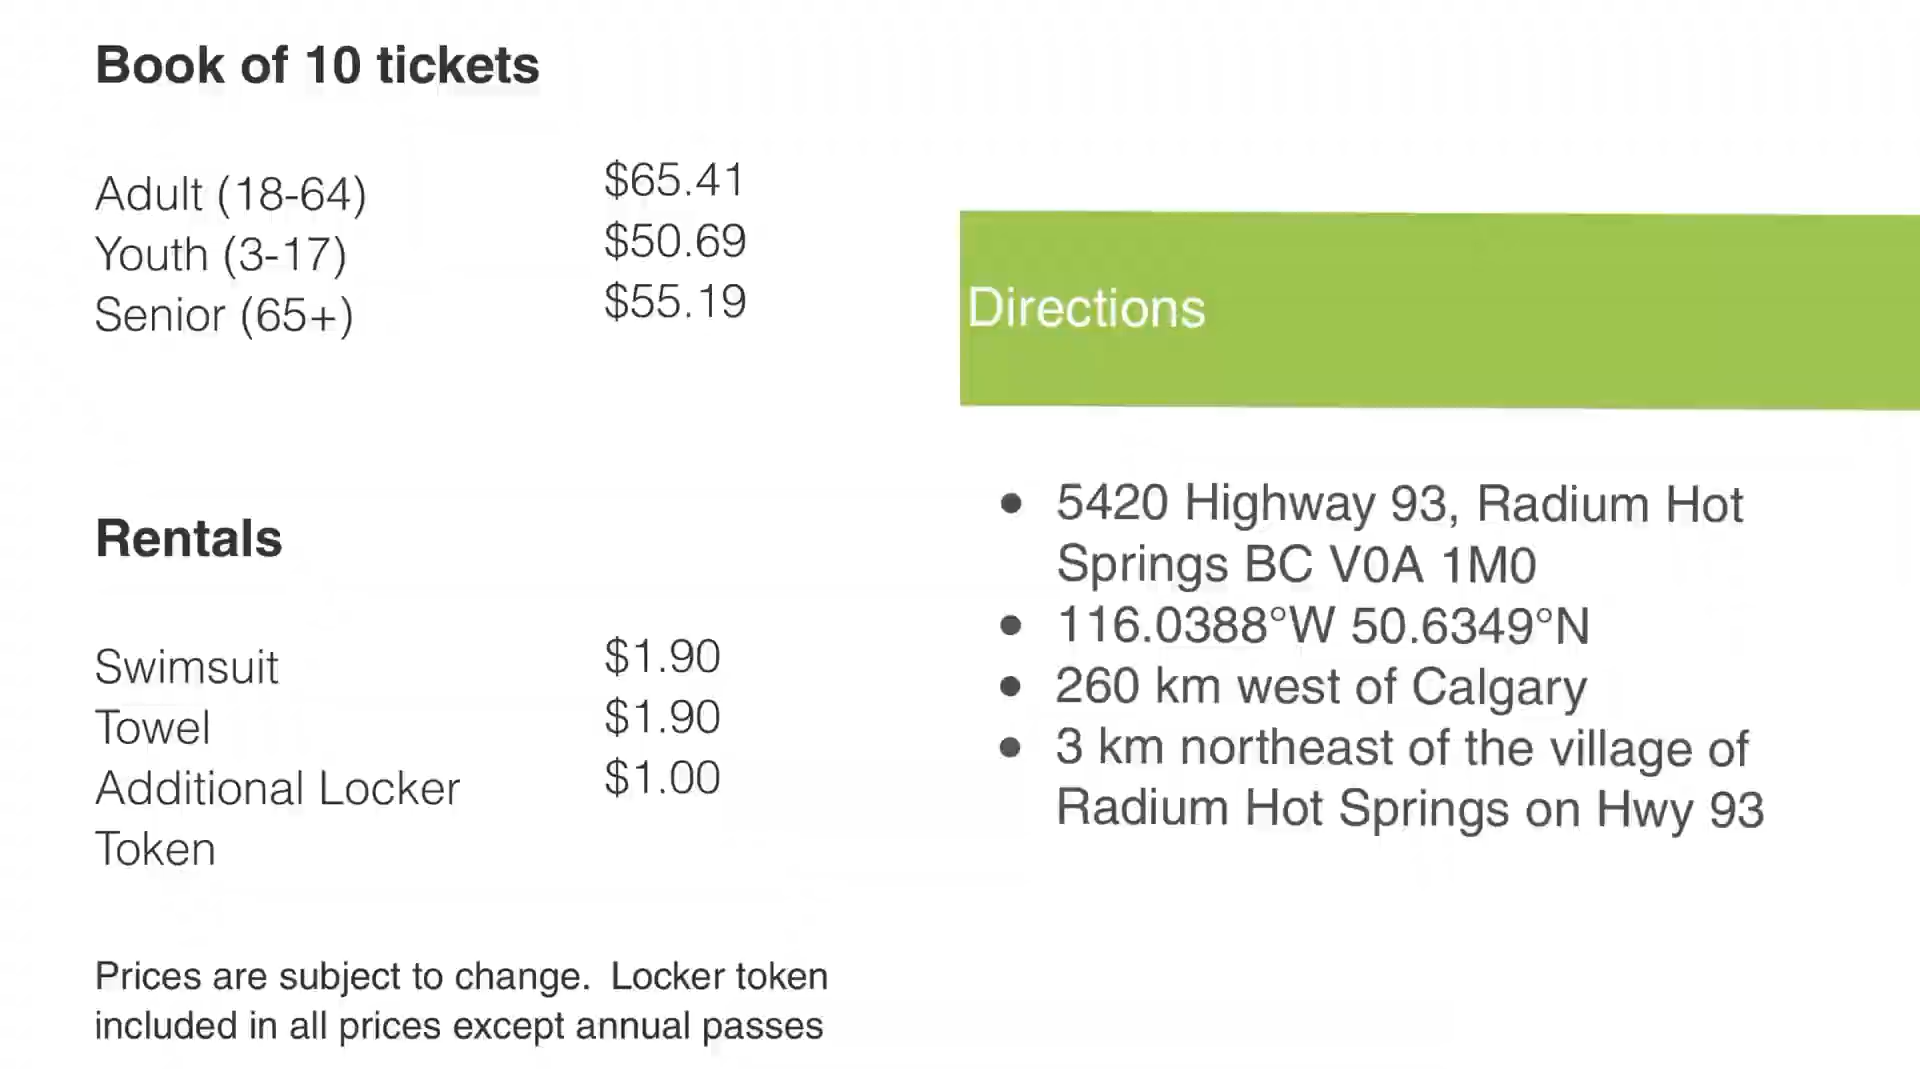 Book of 10 tickets
Adult (18-64) $65.41
Youth (3-17) $50.69
Senior (65+) $55.19
Rentals
Swimsuit $1.90
Towel $1.90
Additional Locker $1.00
Token
Prices are subject to change. Locker token
included in all prices except annual passes
Directions
• 5420 Highway 93, Radium Hot
Springs BC V0A 1M0
• 116.0388°W 50.6349°N
• 260 km west of Calgary
• 3 km northeast of the village of
Radium Hot Springs on Hwy 93